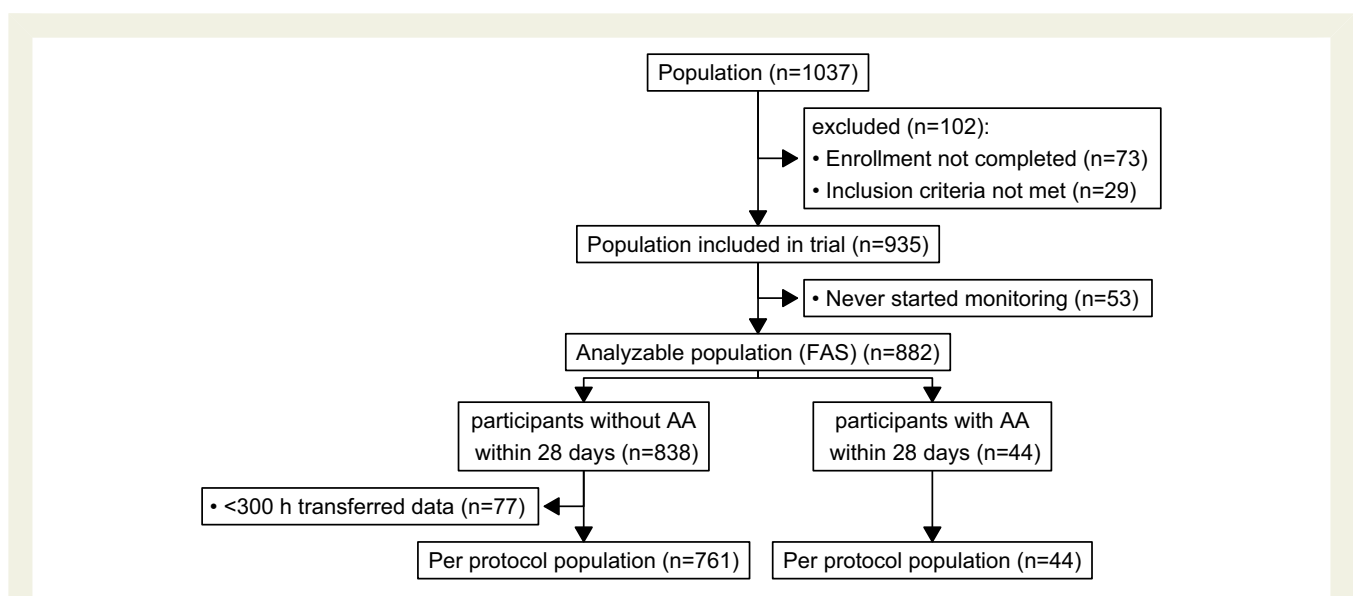 Population (n=1037)
excluded (n=102):
• Enrollment not completed (n=73)
• Inclusion criteria not met (n=29)
Population included in trial (n=935)
• Never started monitoring (n=53)
Analyzable population (FAS) (n=882)
participants without AA
within 28 days (n=838)
participants with AA
within 28 days (n=44)
• <300 h transferred data (n=77)
Per protocol population (n=761)
Per protocol population (n=44)